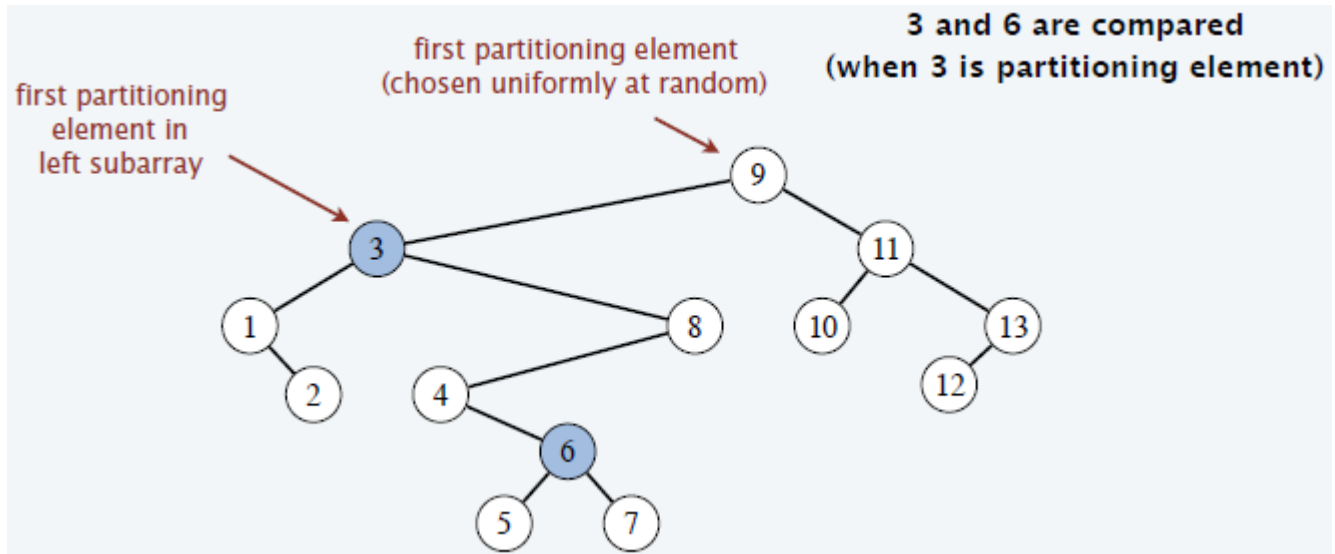 3 and 6 are compared
(when 3 is partitioning element)
first partitioning element
(chosen uniformly at random)
first partitioning
element in
left subarray
9
3
11
1
8
10
13
2
4
12
6
5
7